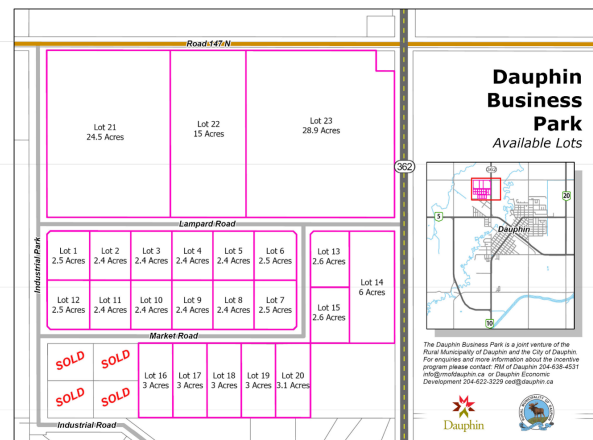 Road 147 N
Dauphin
Business
Park
Available Lots
Lot 21
24.5 Acres
Lot 22
15 Acres
Lot 23
28.9 Acres
362
Lampard Road
Industrial Park
Lot 1
2.5 Acres
Lot 2
2.4 Acres
Lot 3
2.4 Acres
Lot 4
2.4 Acres
Lot 5
2.4 Acres
Lot 6
2.5 Acres
Lot 13
2.6 Acres
Lot 14
6 Acres
Lot 12
2.5 Acres
Lot 11
2.4 Acres
Lot 10
2.4 Acres
Lot 9
2.4 Acres
Lot 8
2.4 Acres
Lot 7
2.5 Acres
Lot 15
2.6 Acres
Market Road
SOLD
SOLD
SOLD
SOLD
Lot 16
3 Acres
Lot 17
3 Acres
Lot 18
3 Acres
Lot 19
3 Acres
Lot 20
3.1 Acres
Industrial Road
362
20
5
Dauphin
10
The Dauphin Business Park is a joint venture of the
Rural Municipality of Dauphin and the City of Dauphin.
For enquiries and more information about the incentive
program please contact: RM of Dauphin 204-638-4531
info@rmofdauphin.ca or Dauphin Economic
Development 204-622-3229 ced@dauphin.ca
Dauphin